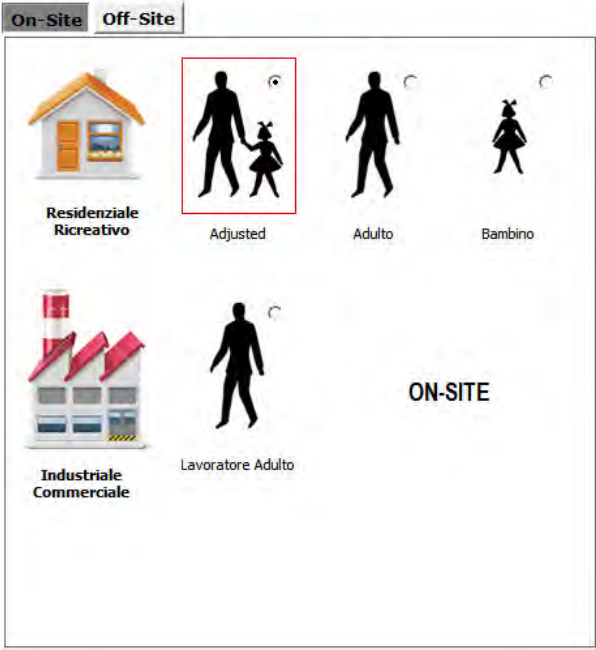 On-Site Off-Site
Residenziale
Ricreativo
Adjusted
Adulto
Bambino
Industriale
Commerciale
Lavoratore Adulto
ON-SITE